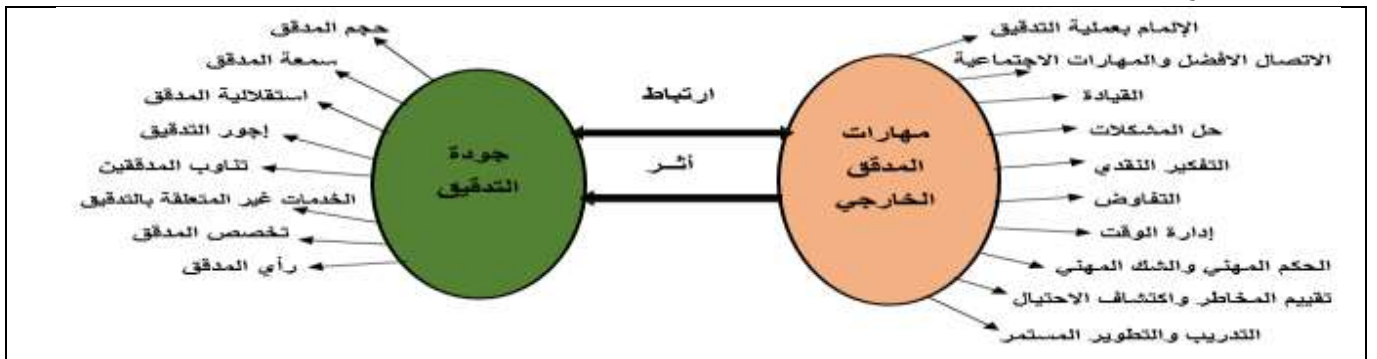 الإلمام بعملية التدقيق
الاتصال الافضل والمهارات الاجتماعية
القيادة
حل المشكلات
التفكير النقدي
التفاوض
إدارة الوقت
الحكم المهني والشك المهني
تقييم المخاطر واكتشاف الاحتيال
التدريب والتطوير المستمر
مهارات
المدقق
الخارجي
ارتباط
أثر
جودة
التدقيق
حجم المدقق
سمعة المدقق
استقلالية المدقق
إجور التدقيق
تناوب المدققين
الخدمات غير المتعلقة بالتدقيق
تخصص المدقق
رأي المدقق